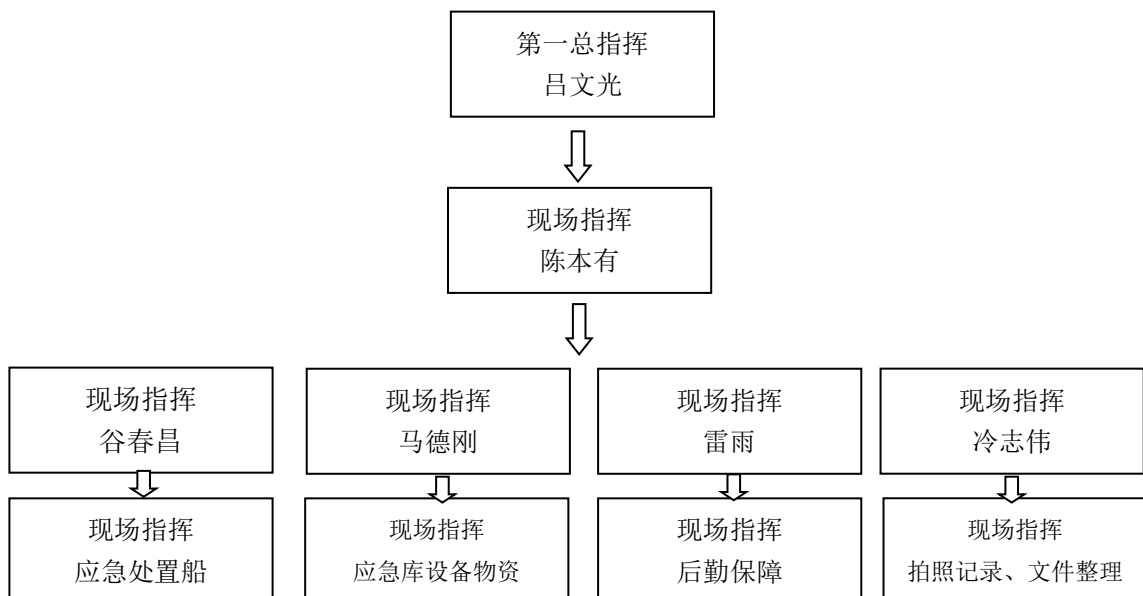 第一总指挥
吕文光
现场指挥
陈本有
现场指挥
谷春昌
现场指挥
马德刚
现场指挥
雷雨
现场指挥
冷志伟
现场指挥
应急处置船
现场指挥
应急库设备物资
现场指挥
后勤保障
现场指挥
拍照记录、文件整理